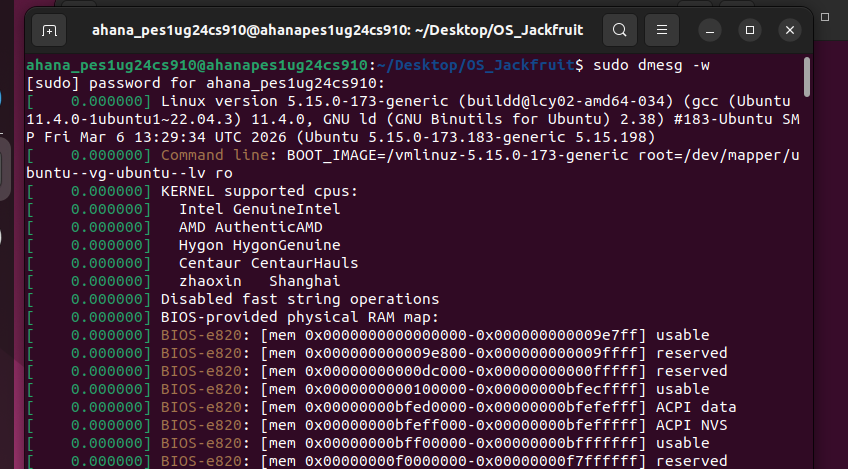 ahana_pes1ug24cs910@ahanapes1ug24cs910: ~/Desktop/OS_Jackfruit
ahana_pes1ug24cs910@ahanapes1ug24cs910:~/Desktop/OS_Jackfruit$ sudo dmesg -w
[sudo] password for ahana_pes1ug24cs910:
[    0.000000] Linux version 5.15.0-173-generic (buildd@lcy02-amd64-034) (gcc (Ubuntu
11.4.0-1ubuntu1~22.04.3) 11.4.0, GNU ld (GNU Binutils for Ubuntu) 2.38) #183-Ubuntu SM
P Fri Mar 6 13:29:34 UTC 2026 (Ubuntu 5.15.0-173.183-generic 5.15.198)
[    0.000000] Command line: BOOT_IMAGE=/vmlinuz-5.15.0-173-generic root=/dev/mapper/u
buntu--vg-ubuntu--lv ro
[    0.000000] KERNEL supported cpus:
[    0.000000]   Intel GenuineIntel
[    0.000000]   AMD AuthenticAMD
[    0.000000]   Hygon HygonGenuine
[    0.000000]   Centaur CentaurHauls
[    0.000000]   zhaoxin   Shanghai
[    0.000000] Disabled fast string operations
[    0.000000] BIOS-provided physical RAM map:
[    0.000000] BIOS-e820: [mem 0x0000000000000000-0x000000000009e7ff] usable
[    0.000000] BIOS-e820: [mem 0x000000000009e800-0x000000000009ffff] reserved
[    0.000000] BIOS-e820: [mem 0x00000000000dc000-0x00000000000fffff] reserved
[    0.000000] BIOS-e820: [mem 0x0000000000100000-0x00000000bfecffff] usable
[    0.000000] BIOS-e820: [mem 0x00000000bfed0000-0x00000000bfefefff] ACPI data
[    0.000000] BIOS-e820: [mem 0x00000000bfeff000-0x00000000bfefffff] ACPI NVS
[    0.000000] BIOS-e820: [mem 0x00000000bff00000-0x00000000bfffffff] usable
[    0.000000] BIOS-e820: [mem 0x00000000f0000000-0x00000000f7ffffff] reserved